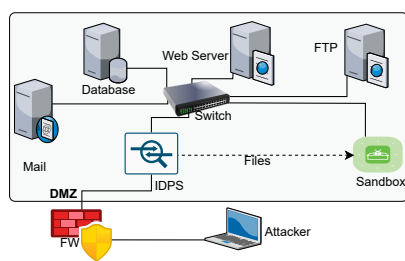 Web Server
FTP
Database
Switch
Mail
IDPS
Files
Sandbox
DMZ
FW
Attacker